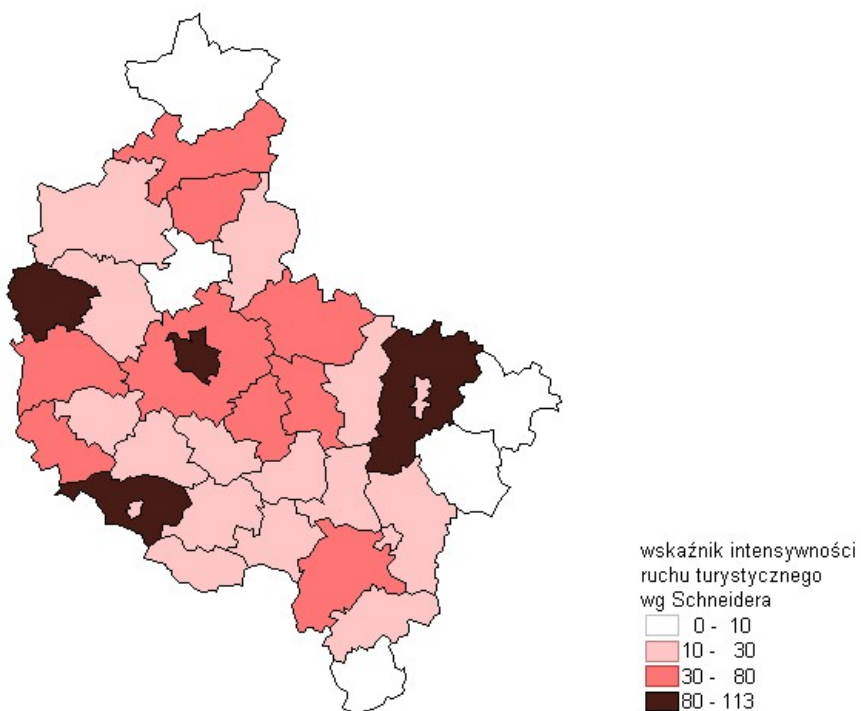 wskaźnik intensywności
ruchu turystycznego
wg Schneidera
0 - 10
10 - 30
30 - 80
80 - 113